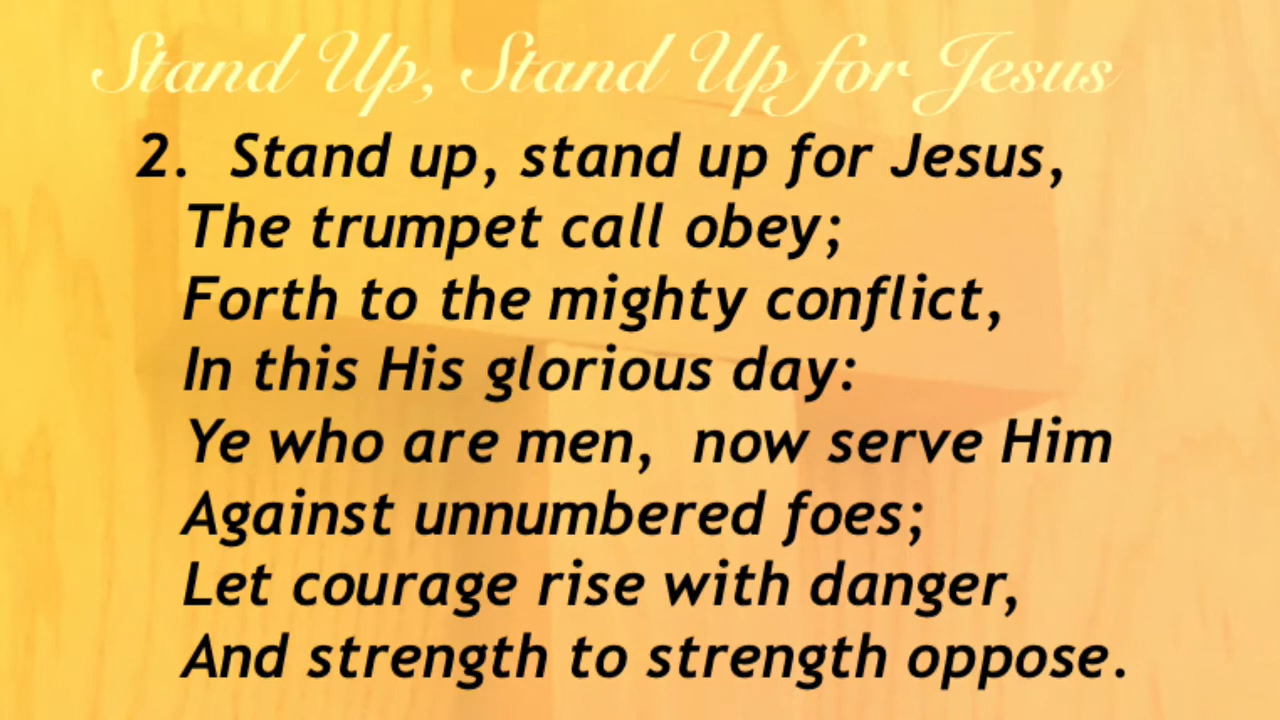 Stand Up, Stand Up for Jesus
2. Stand up, stand up for Jesus,
The trumpet call obey;
Forth to the mighty conflict,
In this His glorious day:
Ye who are men, now serve Him
Against unnumbered foes;
Let courage rise with danger,
And strength to strength oppose.